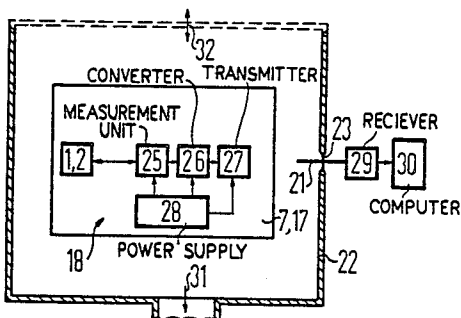 32
CONVERTER TRANSMITTER
MEASUREMENT
UNIT
23
RECIEVER
1,2 25 26 27 29 30
21
COMPUTER
28
7,17
18
POWER SUPPLY
22
31